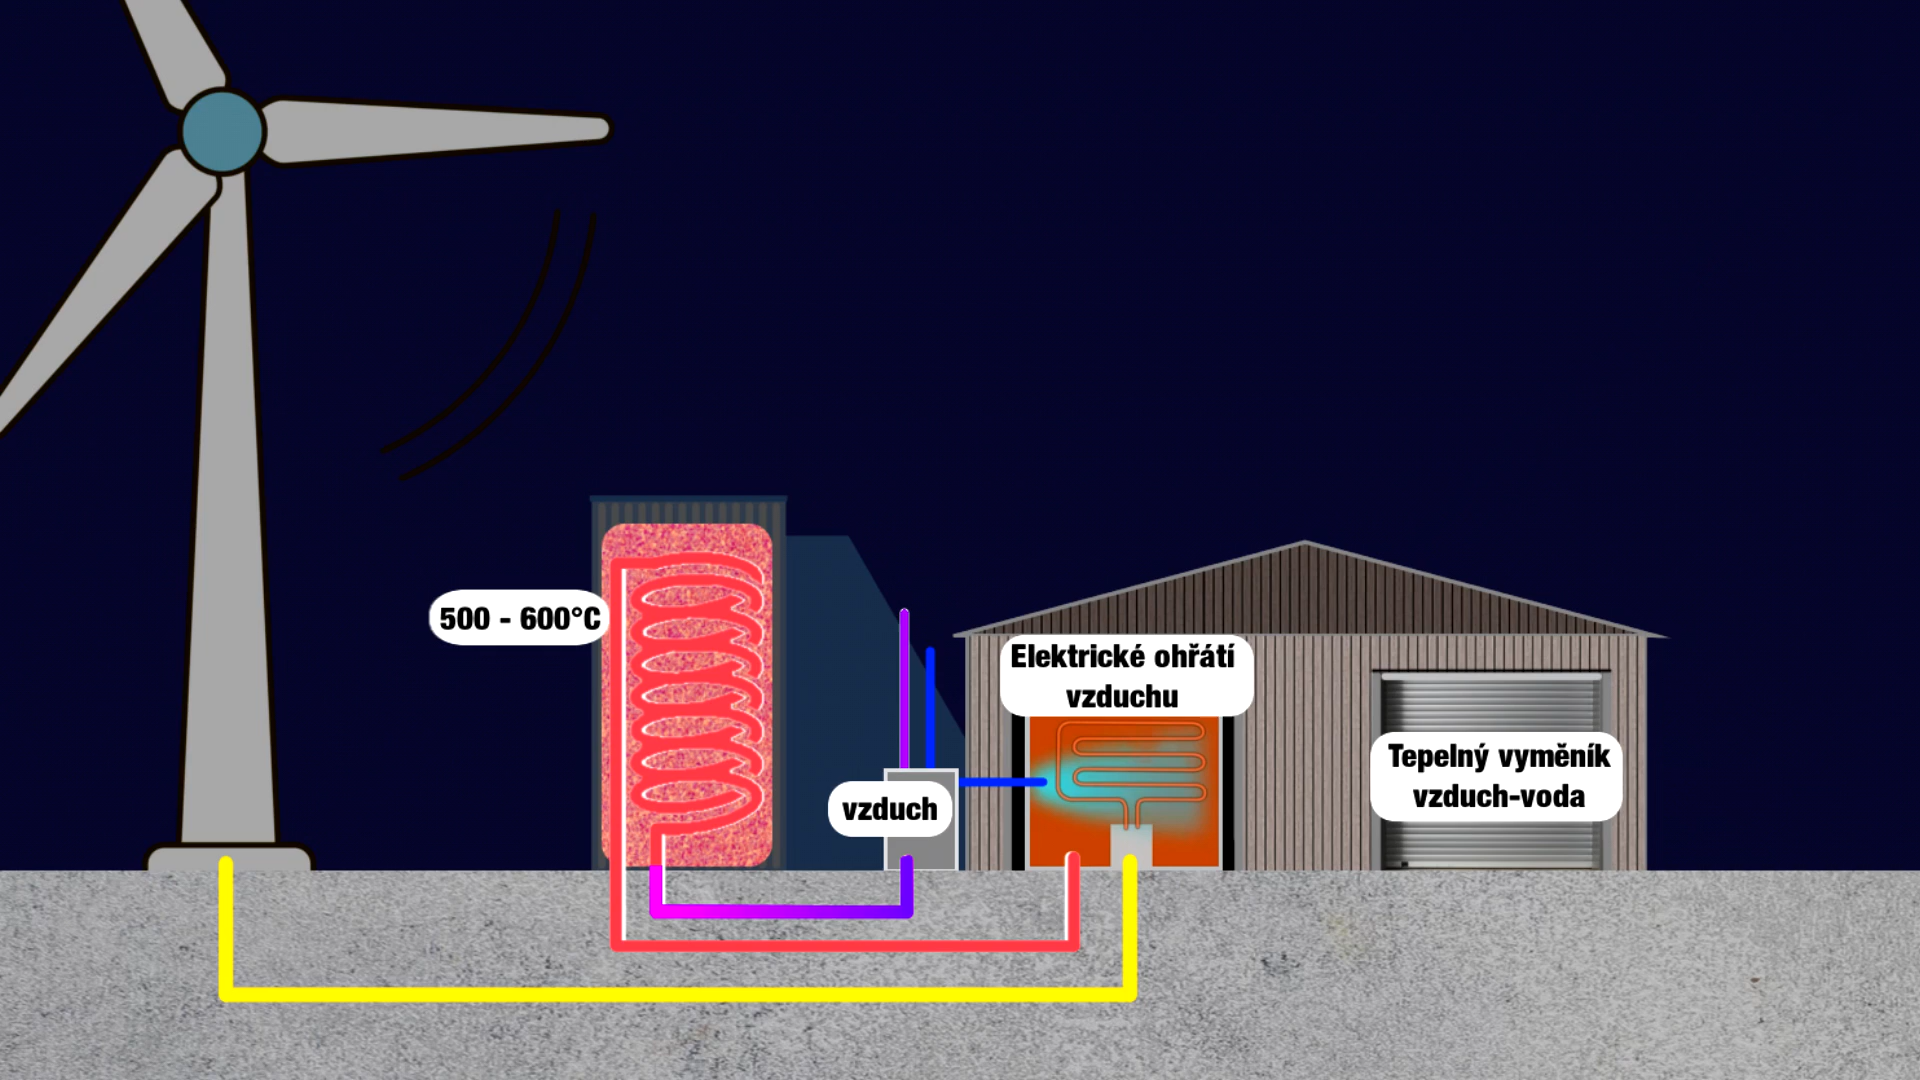 500 - 600°C
Elektrické ohřátí
vzduchu
vzduch
Tepelný vyměník
vzduch-voda